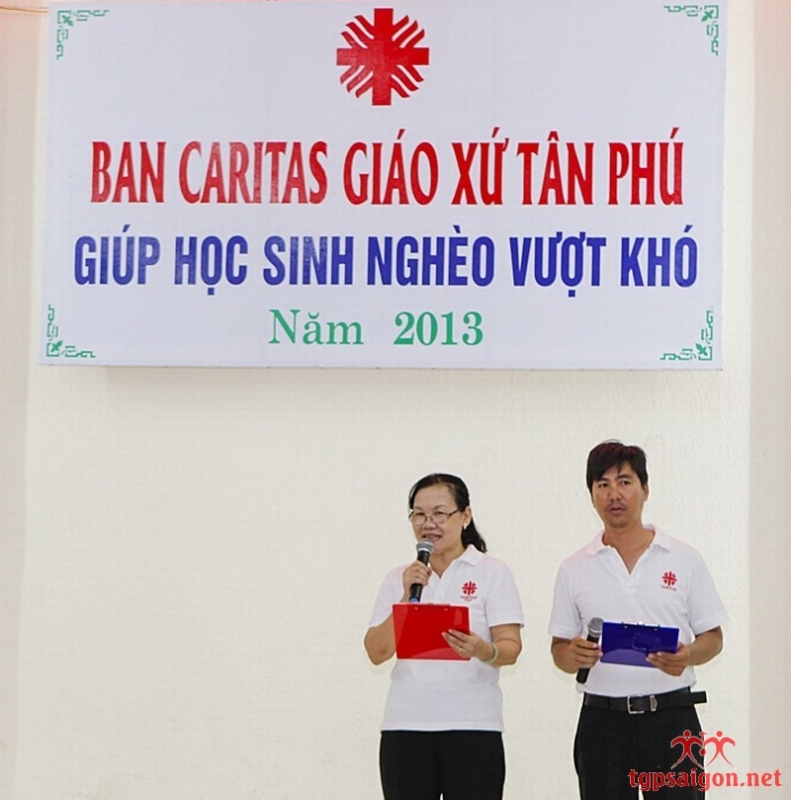 BAN CARITAS GIÁO XỨ TÂN PHÚ
GIÚP HỌC SINH NGHÈO VƯỢT KHÓ
Năm 2013
tgpsaigon.net